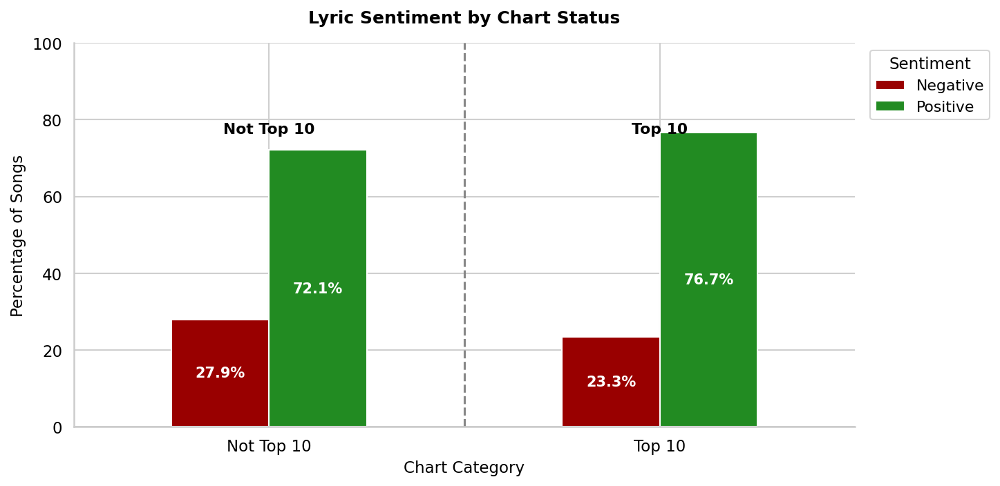 Lyric Sentiment by Chart Status
Percentage of Songs
100
80
60
40
20
0
Not Top 10
Top 10
72.1%
76.7%
27.9%
23.3%
Not Top 10
Top 10
Chart Category
Sentiment
Negative
Positive